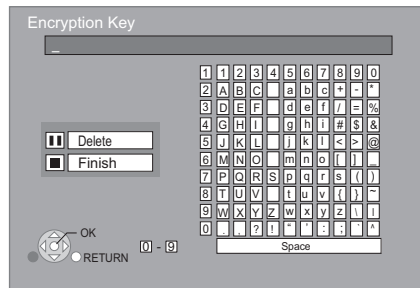 Encryption Key
_
1 1 2 3 4 5 6 7 8 9 0
2 A B C a b c + - *
3 D E F d e f / = %
4 G H I g h i # $ &
5 J K L j k l < > @
6 M N O m n o [ ] _
7 P Q R S p q r s ( )
8 T U V t u v { } ~
9 W X Y Z w x y z \ |
0 . , ? ! " ' : ; ` ^
Space
Delete
Finish
OK
RETURN
0 - 9